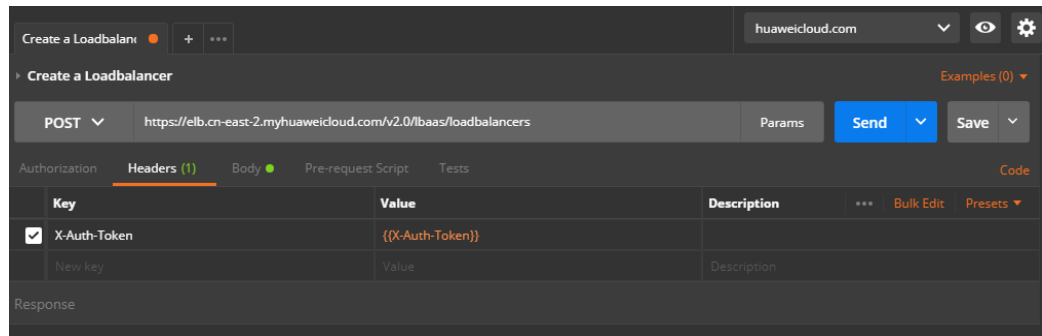 Create a Loadbalanc + ••• huaweicloud.com
Create a Loadbalancer Examples (0)
POST https://elb.cn-east-2.myhuaweicloud.com/v2.0/lbaas/loadbalancers Params Send Save
Authorization Headers (1) Body Pre-request Script Tests Code
Key Value Description ••• Bulk Edit Presets
X-Auth-Token {{X-Auth-Token}}
New key Value Description
Response